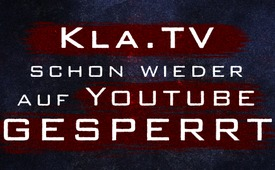 Kla.TV
schon wieder
auf Youtube
GESPERRT